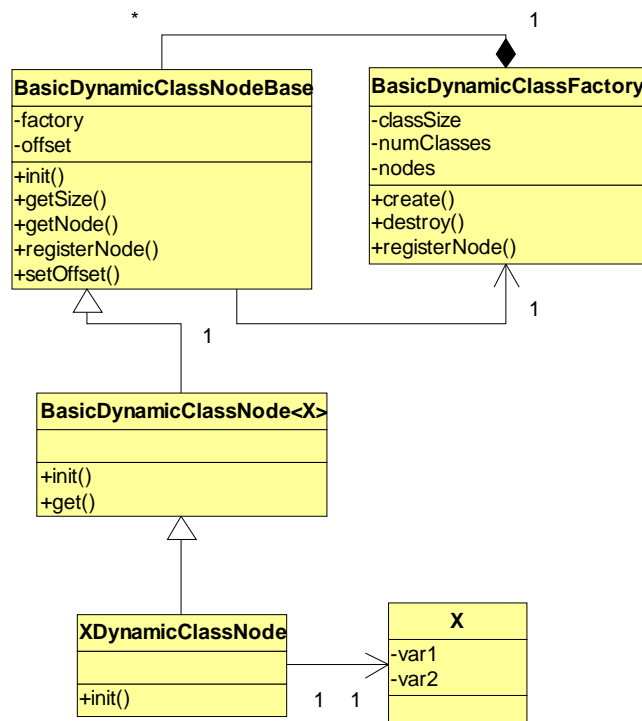 * 1
BasicDynamicClassNodeBase
-factory
-offset
+init()
+getSize()
+getNode()
+registerNode()
+setOffset()
BasicDynamicClassFactory
-classSize
-numClasses
-nodes
+create()
+destroy()
+registerNode()
1 1
BasicDynamicClassNode<X>
+init()
+get()
XDynamicClassNode
+init()
1 1
X
-var1
-var2